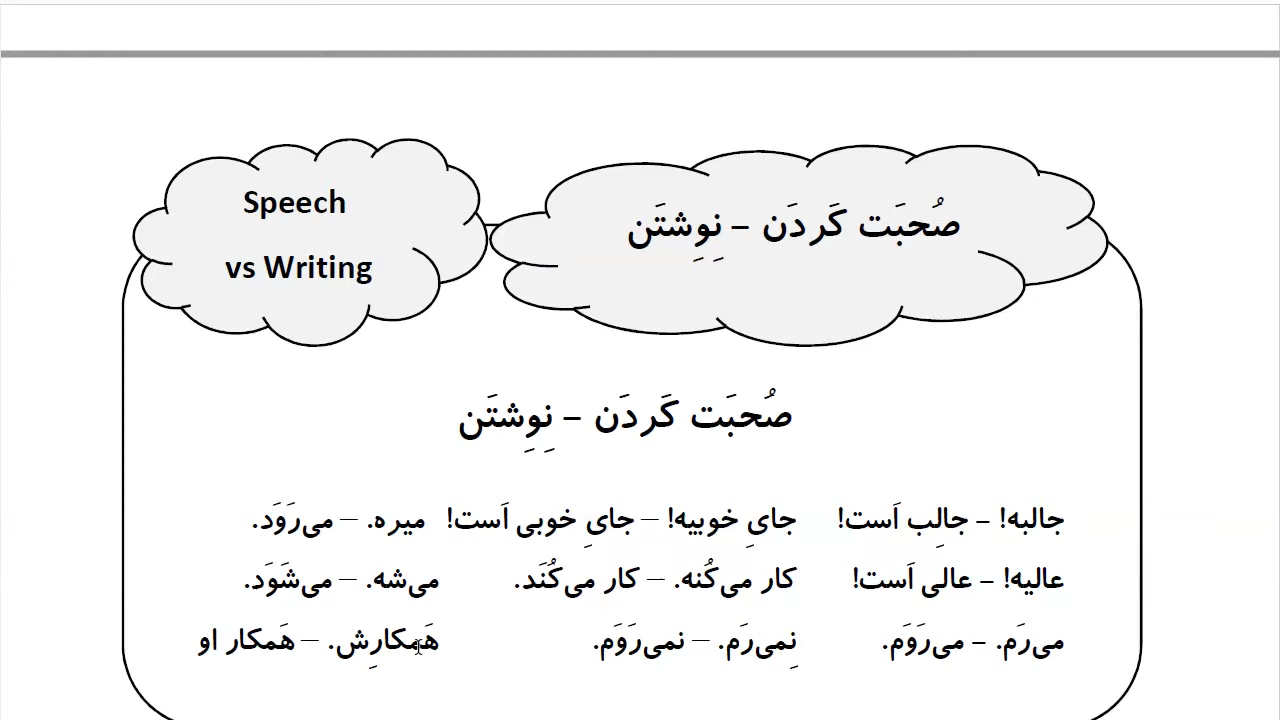 Speech
vs Writing
صُحبَت کَردَن – نِوِشتَن
صُحبَت کَردَن – نِوِشتَن
جالبه! – جالِب اَست! جایِ خوبیه! – جایِ خوبی اَست! میره. – می‌رَوَد.
عالیه! – عالی اَست! کار می‌کُنه. – کار می‌کُنَد. می‌شه. – می‌شَوَد.
می‌رَم. – می‌رَوَم. نِمی‌رَم. – نمی‌رَوَم. هَمکارِش. – هَمکار او